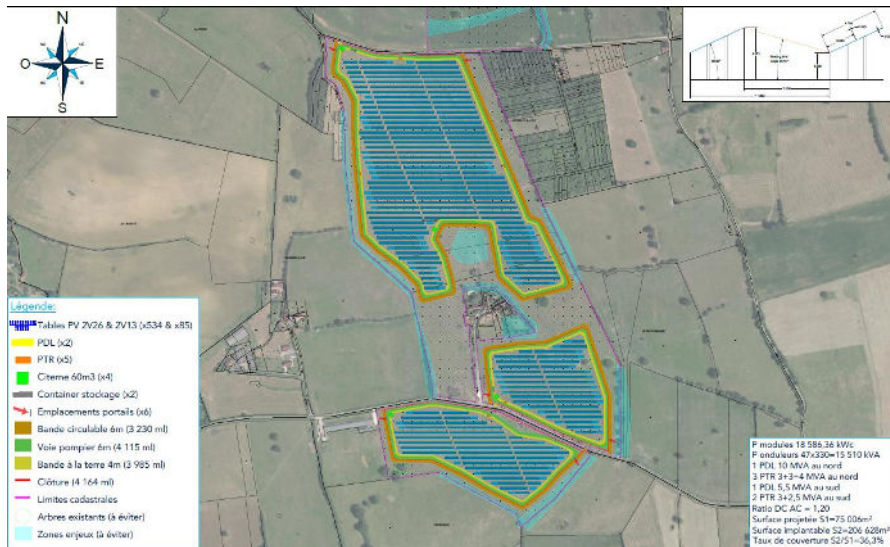 N
O
E
S
Légende:
Tables PV 2V26 & 2V13 (x534 & x85)
PDL (x2)
PTR (x5)
Citerne 60m3 (x4)
Container stockage (x2)
Emplacements portails (x6)
Bande circulable 6m (3 230 ml)
Voie pompier 6m (4 115 ml)
Bande à la terre 4m (3 985 ml)
Clôture (4 164 ml)
Limites cadastrales
Arbres existants (à éviter)
Zones enjeux (à éviter)
P modules 18 586,36 kWc
P onduleurs 47x330=15 510 kVA
1 PDL 10 MVA au nord
3 PTR 3+3+4 MVA au nord
1 PDL 5,5 MVA au sud
2 PTR 3+2,5 MVA au sud
Ratio DC AC = 1,20
Surface projetée S1=75 006m²
Surface implantable S2=206 628m²
Taux de couverture S2/S1=36,3%